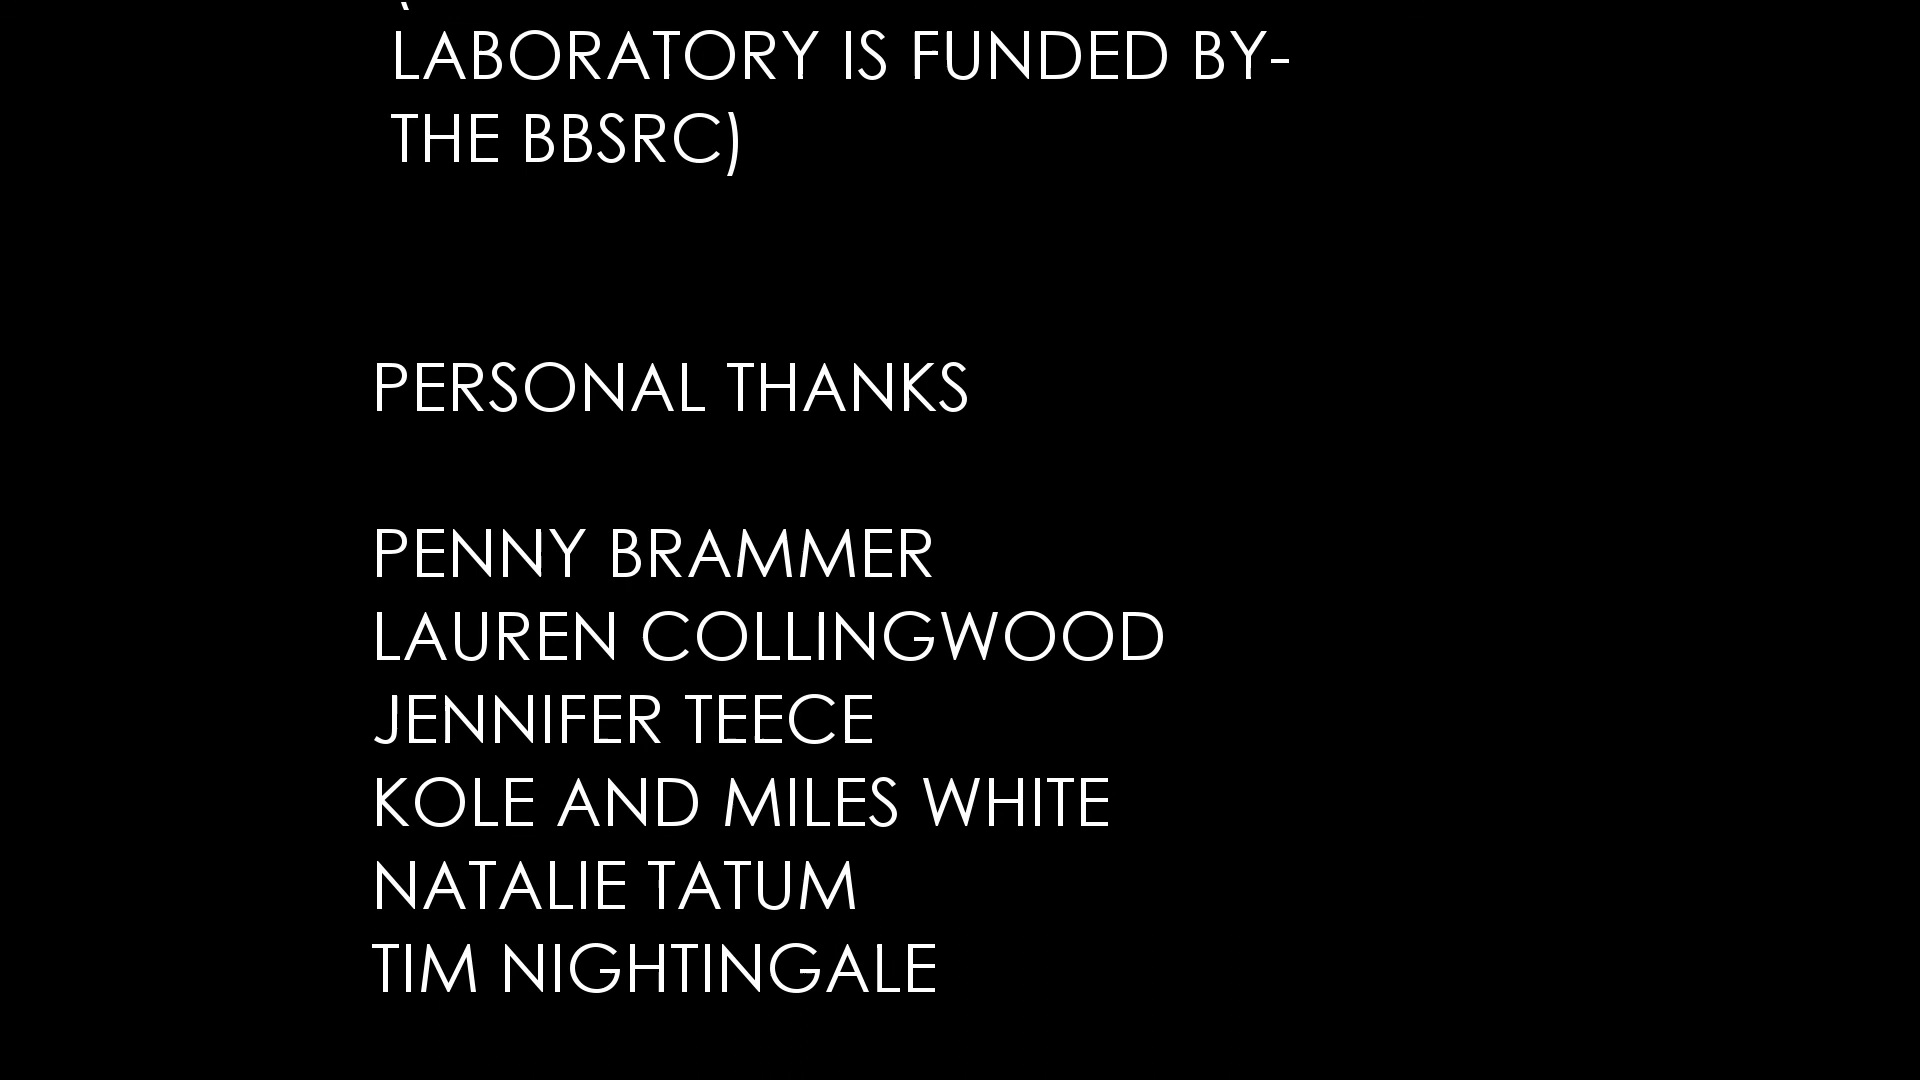 LABORATORY IS FUNDED BY-
THE BBSRC)
PERSONAL THANKS
PENNY BRAMMER
LAUREN COLLINGWOOD
JENNIFER TEECE
KOLE AND MILES WHITE
NATALIE TATUM
TIM NIGHTINGALE